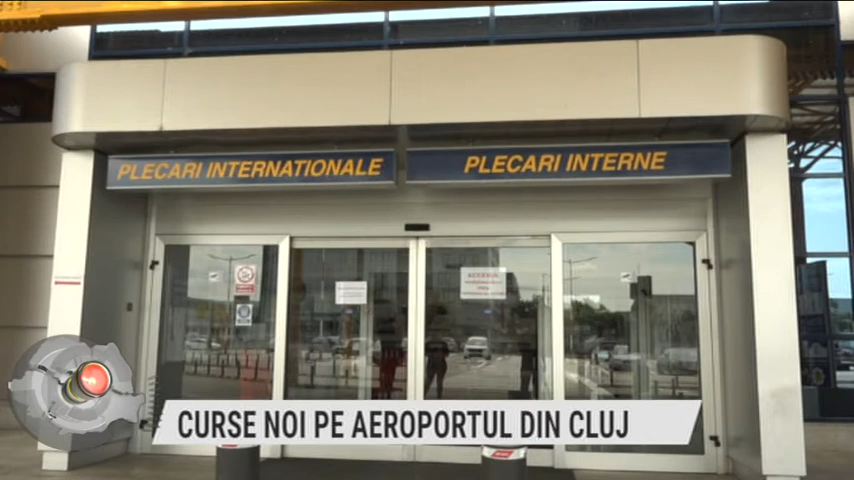 PLECARI INTERNATIONALE
PLECARI INTERNE
CURSE NOI PE AEROPORTUL DIN CLUJ